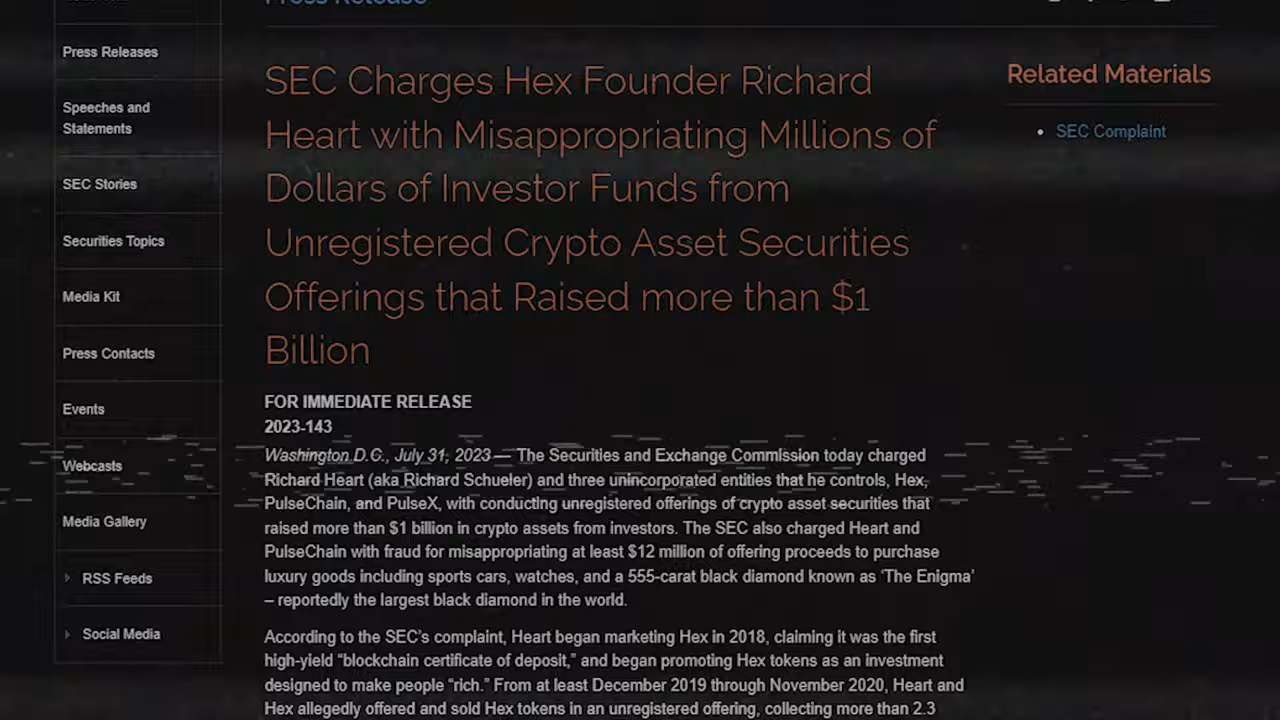 Press Release
Press Releases
Speeches and
Statements
SEC Stories
Securities Topics
Media Kit
Press Contacts
Events
Webcasts
Media Gallery
RSS Feeds
Social Media
SEC Charges Hex Founder Richard
Heart with Misappropriating Millions of
Dollars of Investor Funds from
Unregistered Crypto Asset Securities
Offerings that Raised more than $1
Billion
FOR IMMEDIATE RELEASE
2023-143
Washington D.C., July 31, 2023 — The Securities and Exchange Commission today charged
Richard Heart (aka Richard Schueler) and three unincorporated entities that he controls, Hex,
PulseChain, and PulseX, with conducting unregistered offerings of crypto asset securities that
raised more than $1 billion in crypto assets from investors. The SEC also charged Heart and
PulseChain with fraud for misappropriating at least $12 million of offering proceeds to purchase
luxury goods including sports cars, watches, and a 555-carat black diamond known as ‘The Enigma’
– reportedly the largest black diamond in the world.
According to the SEC’s complaint, Heart began marketing Hex in 2018, claiming it was the first
high-yield “blockchain certificate of deposit,” and began promoting Hex tokens as an investment
designed to make people “rich.” From at least December 2019 through November 2020, Heart and
Hex allegedly offered and sold Hex tokens in an unregistered offering, collecting more than 2.3
Related Materials
SEC Complaint